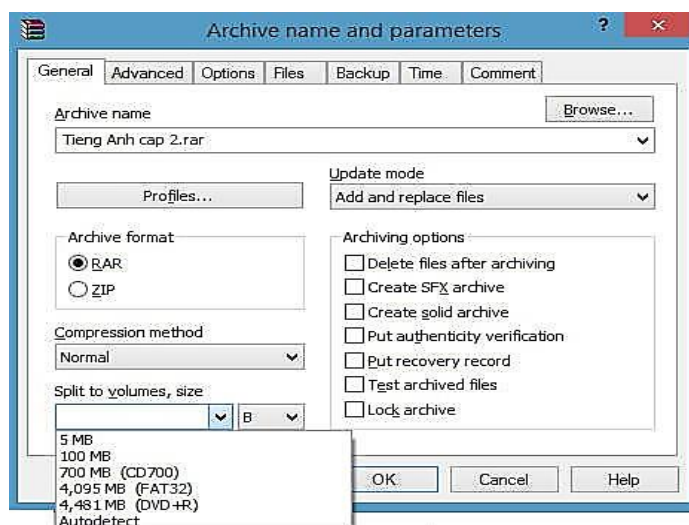 Archive name and parameters
? ×
General Advanced Options Files Backup Time Comment
Archive name
Browse...
Tieng Anh cap 2.rar
Update mode
Profiles...
Add and replace files
Archive format
RAR
ZIP
Archiving options
Delete files after archiving
Create SFX archive
Create solid archive
Put authenticity verification
Put recovery record
Test archived files
Lock archive
Compression method
Normal
Split to volumes, size
B
5 MB
100 MB
700 MB (CD700)
4,095 MB (FAT32)
4,481 MB (DVD+R)
Autodetect
OK Cancel Help